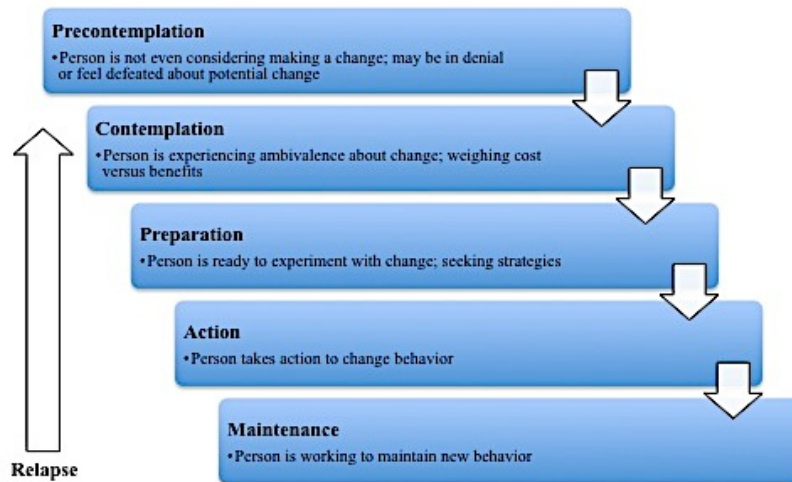 Precontemplation
•Person is not even considering making a change; may be in denial
or feel defeated about potential change
Contemplation
•Person is experiencing ambivalence about change; weighing cost
versus benefits
Preparation
•Person is ready to experiment with change; seeking strategies
Action
•Person takes action to change behavior
Maintenance
•Person is working to maintain new behavior
Relapse